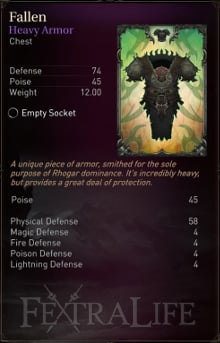 Fallen
Heavy Armor
Chest
Defense 74
Poise 45
Weight 12.00
Empty Socket
A unique piece of armor, smithed for the sole
purpose of Rhogar dominance. It's incredibly heavy,
but provides a great deal of protection.
Poise 45
Physical Defense 58
Magic Defense 4
Fire Defense 4
Poison Defense 4
Lightning Defense 4
FEXTRALIFE